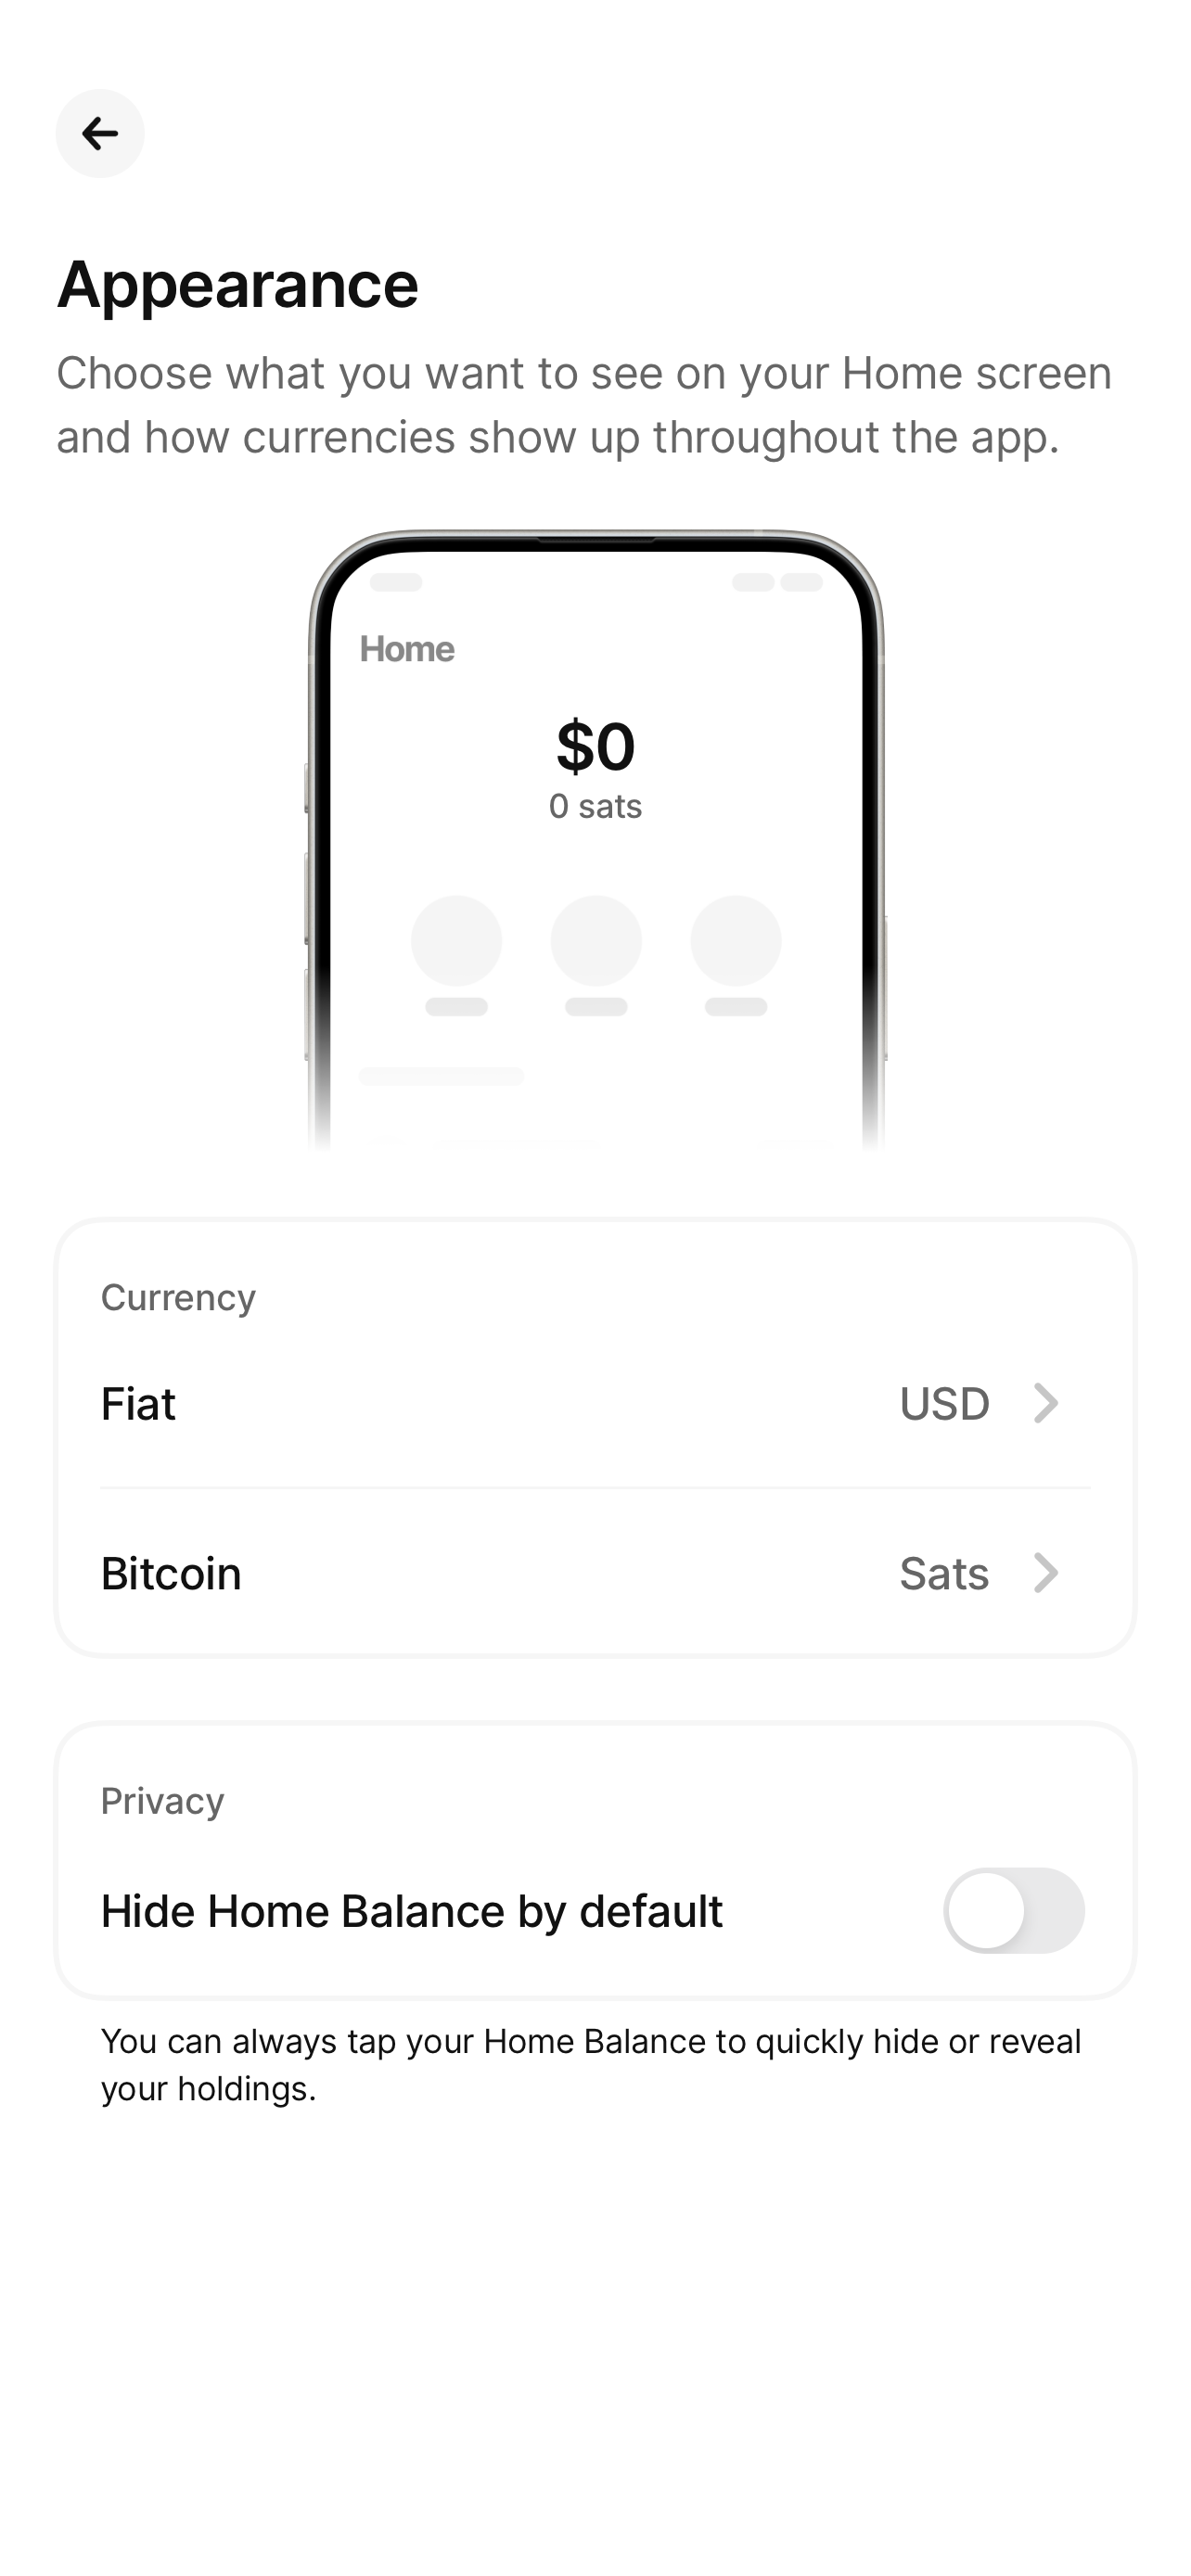 Appearance
Choose what you want to see on your Home screen
and how currencies show up throughout the app.
Home
$0
0 sats
Currency
Fiat
USD
Bitcoin
Sats
Privacy
Hide Home Balance by default
You can always tap your Home Balance to quickly hide or reveal
your holdings.